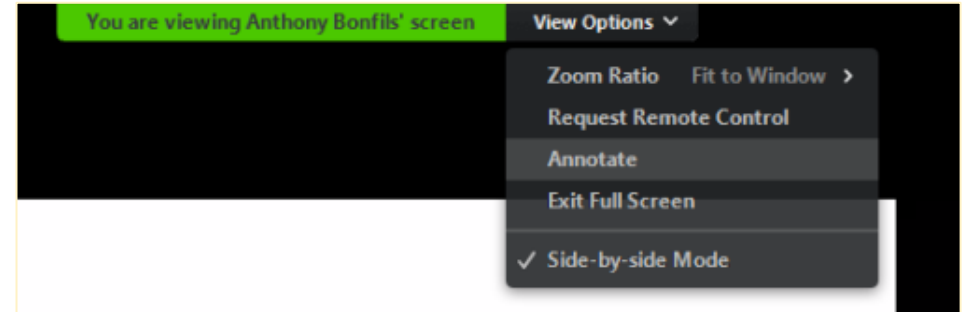 You are viewing Anthony Bonfils' screen View Options
Zoom Ratio Fit to Window >
Request Remote Control
Annotate
Exit Full Screen
✓ Side-by-side Mode